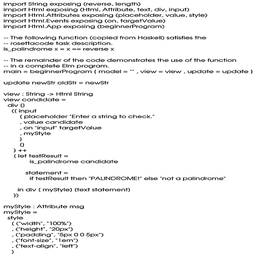 import String exposing (reverse, length)
import Html exposing (Html, Attribute, text, div, input)
import Html.Attributes exposing (placeholder, value, style)
import Html.Events exposing (on, targetValue)
import Html.App exposing (beginnerProgram)
-- The following function (copied from Haskell) satisfies the
-- rosettacode task description.
is_palindrome x = x == reverse x
-- The remainder of the code demonstrates the use of the function
-- in a complete Elm program.
main = beginnerProgram { model = "" , view = view , update = update }
update newStr oldStr = newStr
view : String -> Html String
view candidate =
div []
([ input
[ placeholder "Enter a string to check."
, value candidate
, on "input" targetValue
, myStyle
]
[]
] ++
[ let testResult =
is_palindrome candidate
statement =
if testResult then "PALINDROME!" else "not a palindrome"
in div [ myStyle] [text statement]
])
myStyle : Attribute msg
myStyle =
style
[ ("width", "100%")
, ("height", "20px")
, ("padding", "5px 0 0 5px")
, ("font-size", "1em")
, ("text-align", "left")
]